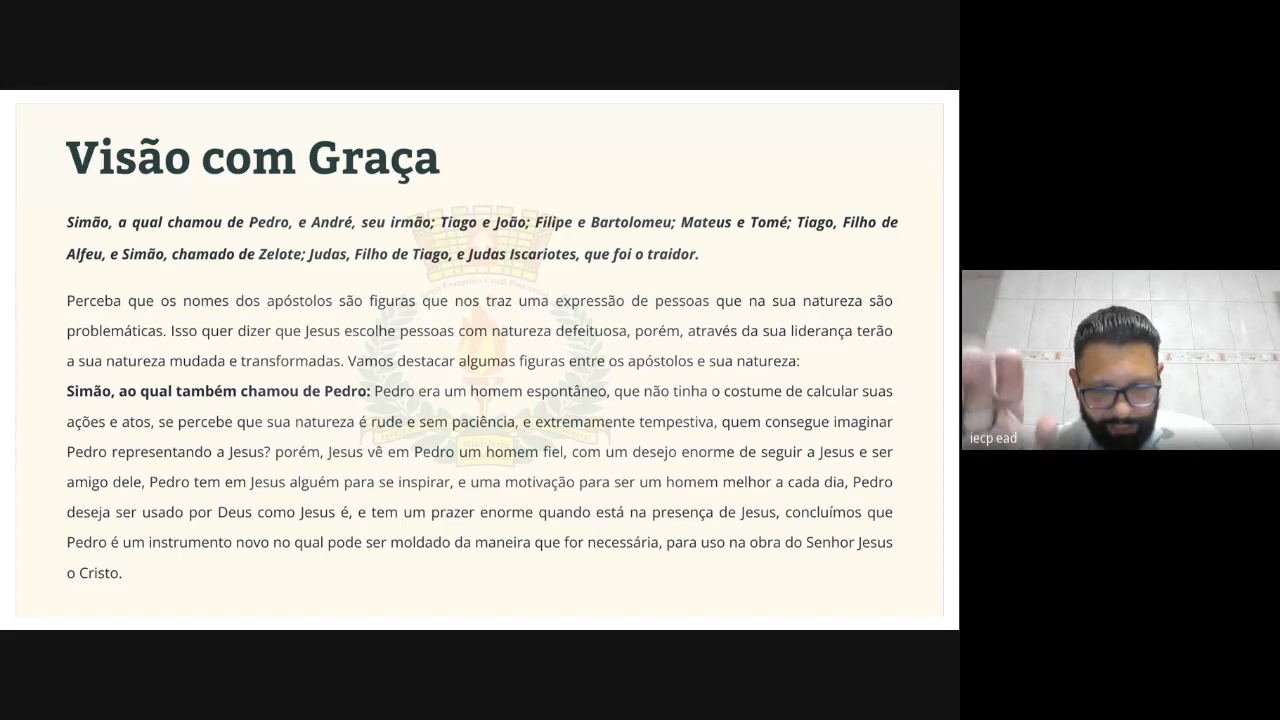 Visão com Graça
Simão, a qual chamou de Pedro, e André, seu irmão; Tiago e João; Filipe e Bartolomeu; Mateus e Tomé; Tiago, Filho de
Alfeu, e Simão, chamado de Zelote; Judas, Filho de Tiago, e Judas Iscariotes, que foi o traidor.
Perceba que os nomes dos apóstolos são figuras que nos traz uma expressão de pessoas que na sua natureza são
problemáticas. Isso quer dizer que Jesus escolhe pessoas com natureza defeituosa, porém, através da sua liderança terão
a sua natureza mudada e transformadas. Vamos destacar algumas figuras entre os apóstolos e sua natureza:
Simão, ao qual também chamou de Pedro: Pedro era um homem espontâneo, que não tinha o costume de calcular suas
ações e atos, se percebe que sua natureza é rude e sem paciência, e extremamente tempestiva, quem consegue imaginar
Pedro representando a Jesus? porém, Jesus vê em Pedro um homem fiel, com um desejo enorme de seguir a Jesus e ser
amigo dele, Pedro tem em Jesus alguém para se inspirar, e uma motivação para ser um homem melhor a cada dia, Pedro
deseja ser usado por Deus como Jesus é, e tem um prazer enorme quando está na presença de Jesus, concluímos que
Pedro é um instrumento novo no qual pode ser moldado da maneira que for necessária, para uso na obra do Senhor Jesus
o Cristo.
iecp ead